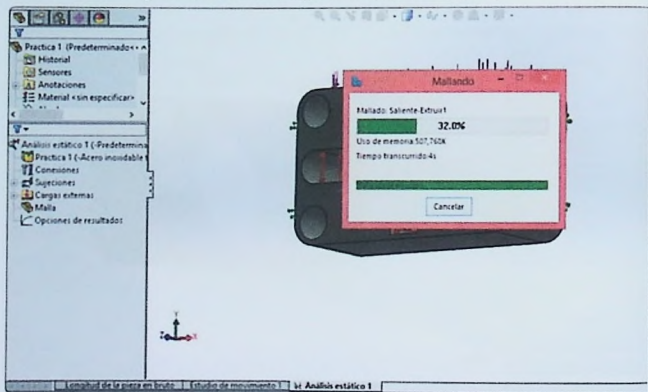 Practica 1 (Predeterminado<<
Historial
Sensores
Anotaciones
Material <sin especificar>
Análisis estático 1 (-Predetermina
Practica 1 (-Acero inoxidable
Conexiones
Sujeciones
Cargas externas
Malla
Opciones de resultados
Mallando
Mallado: Saliente-Extruir1
32.0%
Uso de memoria:507,760K
Tiempo transcurrido:4s
Cancelar
Longitud de la pieza en bruto
Estudio de movimiento 1
Análisis estático 1